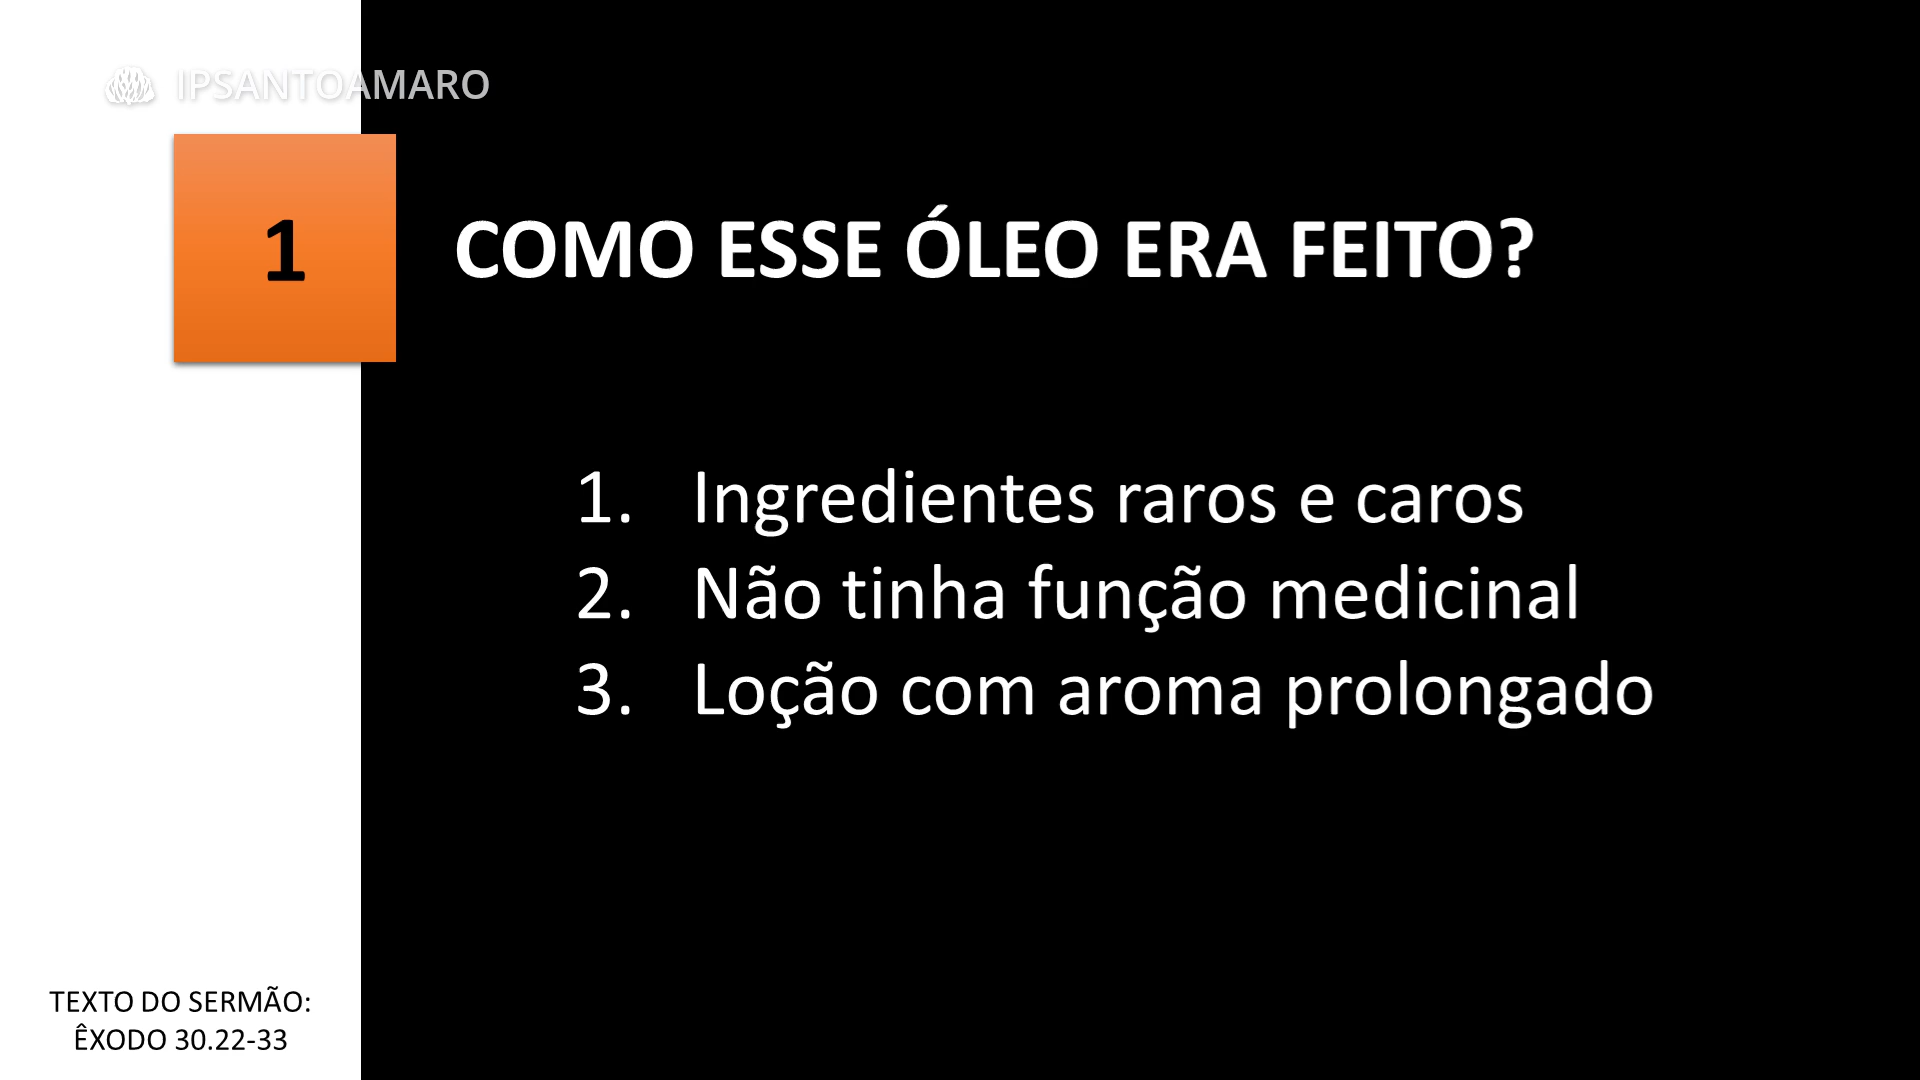 IPSANTOAMARO
1
COMO ESSE ÓLEO ERA FEITO?
1. Ingredientes raros e caros
2. Não tinha função medicinal
3. Loção com aroma prolongado
TEXTO DO SERMÃO:
ÊXODO 30.22-33